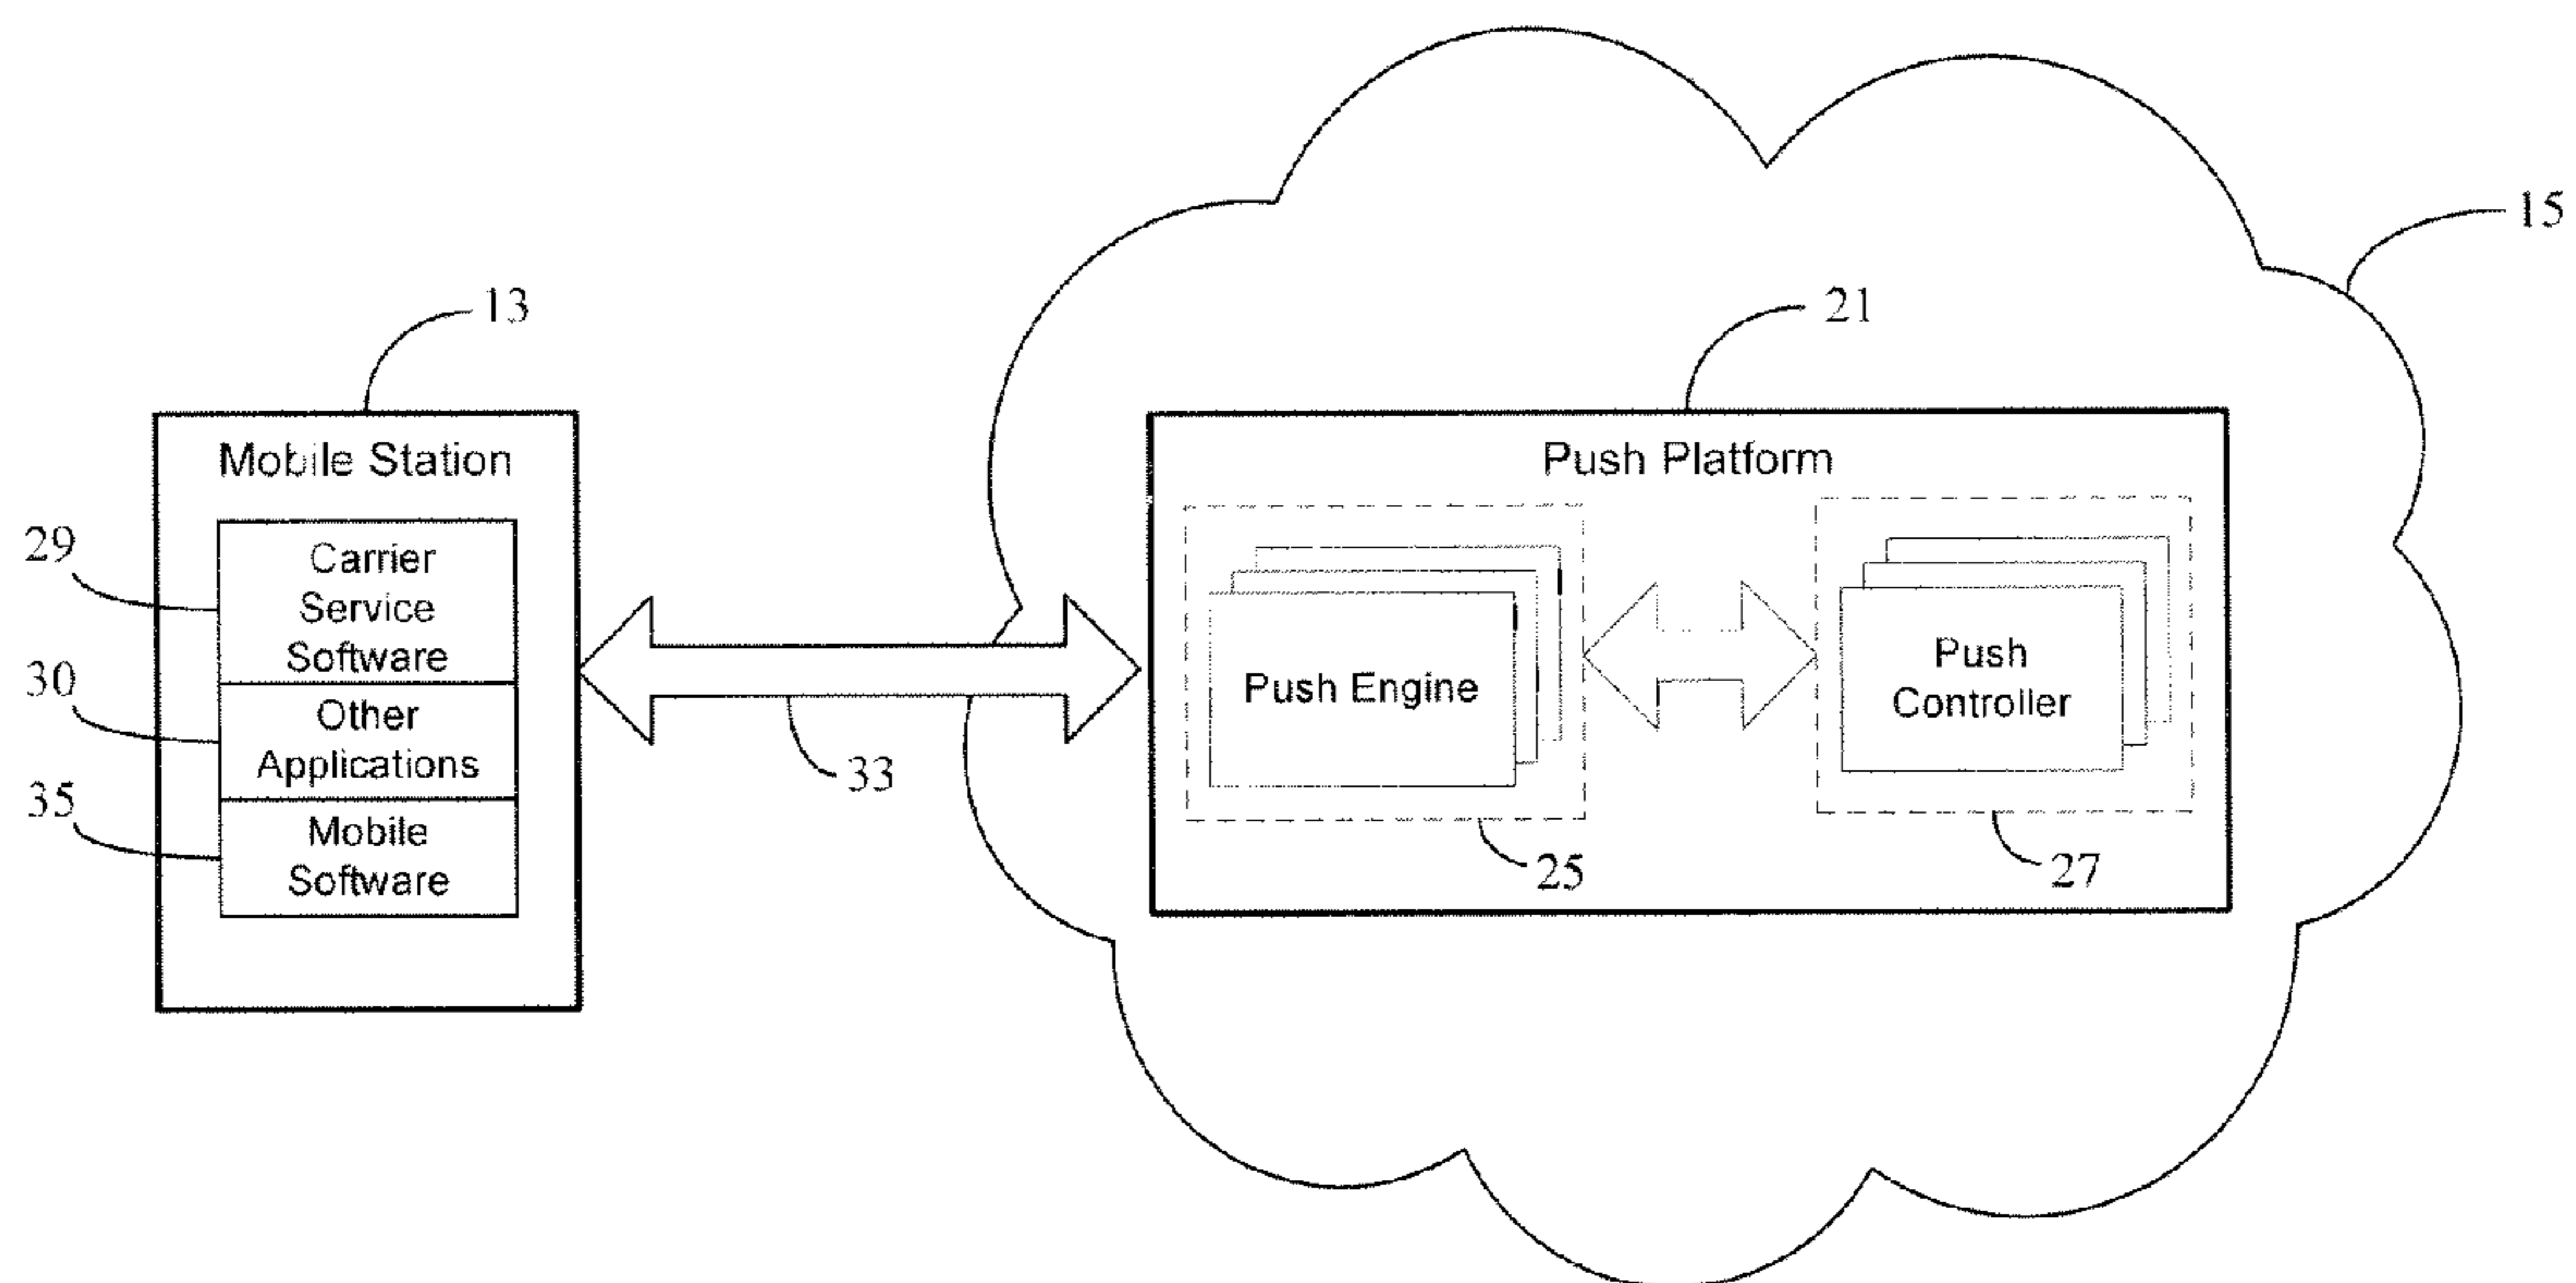 15
13
21
Mobile Station
Push Platform
29
Carrier
Service
Software
30
Other
Applications
35
Mobile
Software
33
Push Engine
Push
Controller
25
27